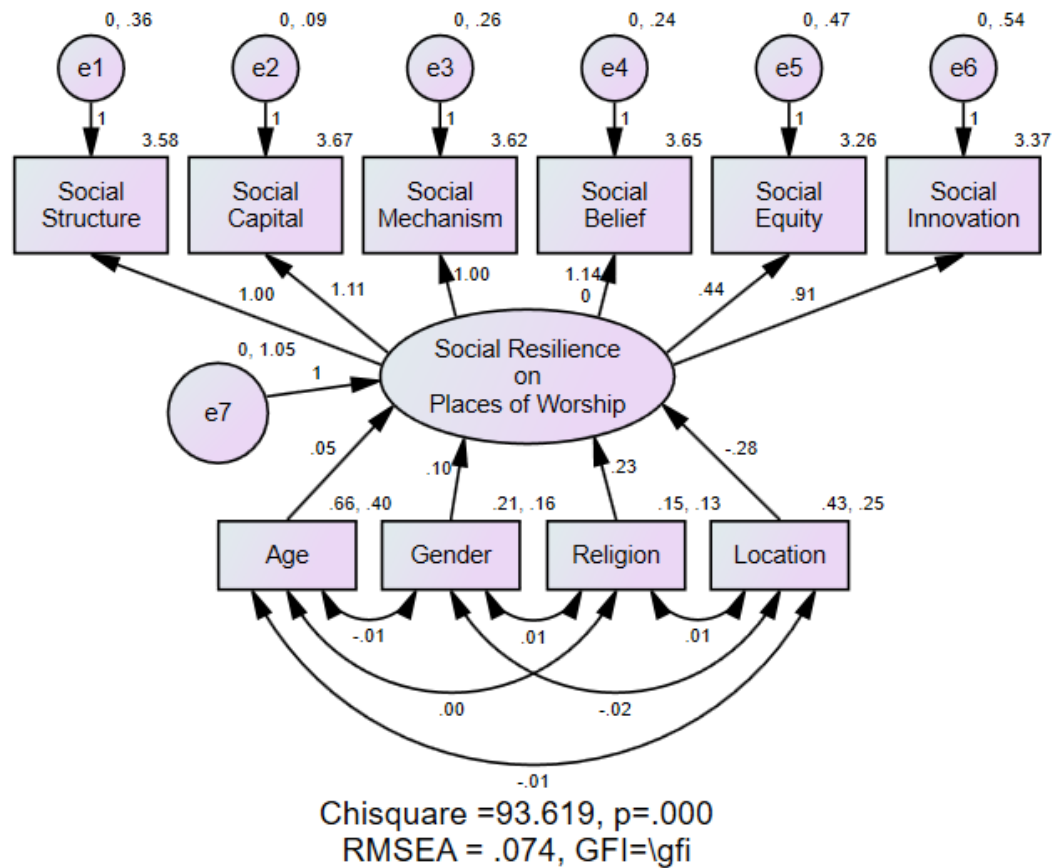 0, .36 0, .09 0, .26 0, .24 0, .47 0, .54
e1 e2 e3 e4 e5 e6
1 1 1 1 1 1
3.58 3.67 3.62 3.65 3.26 3.37
Social Social Social Social Social Social
Structure Capital Mechanism Belief Equity Innovation
1.00 1.11 1.00 1.14 .44 .91
0
Social Resilience
on
Places of Worship
0, 1.05
1
e7
.05 .10 .23 -.28
.66, .40 .21, .16 .15, .13 .43, .25
Age Gender Religion Location
-.01 .01 .01
.00 -.02
-.01
Chisquare =93.619, p=.000
RMSEA = .074, GFI=\gfi